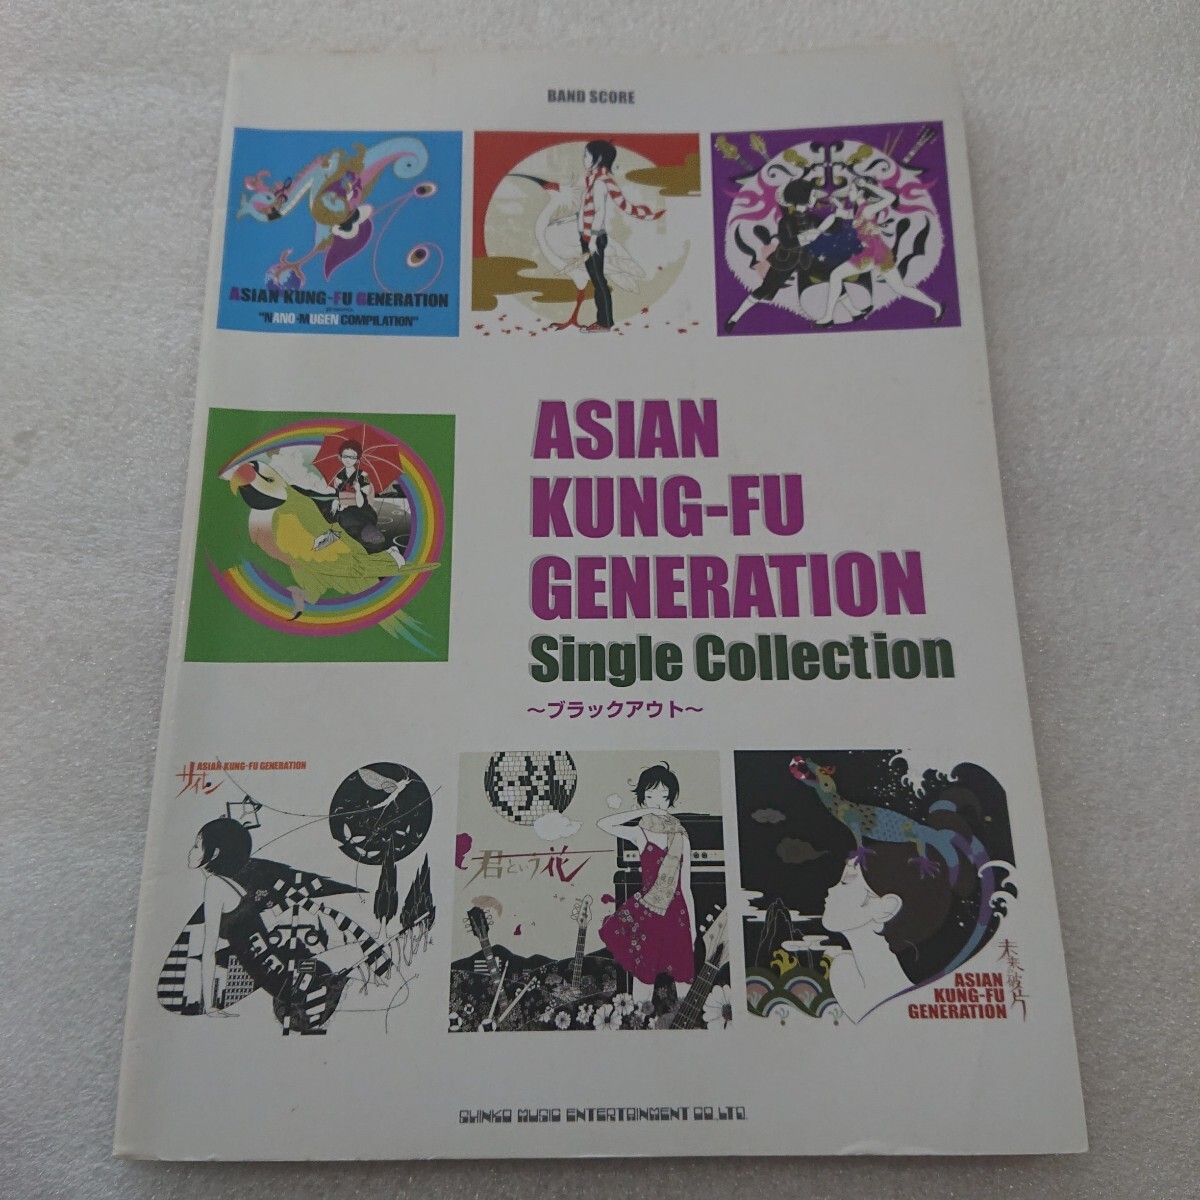 BAND SCORE
ASIAN KUNG-FU GENERATION
presents
"NANO-MUGEN COMPILATION"
ASIAN
KUNG-FU
GENERATION
Single Collection
～ブラックアウト～
サイレン
ASIAN KUNG-FU GENERATION
君という花
未来の破片
ASIAN
KUNG-FU
GENERATION
SHINKO MUSIC ENTERTAINMENT CO.,LTD.